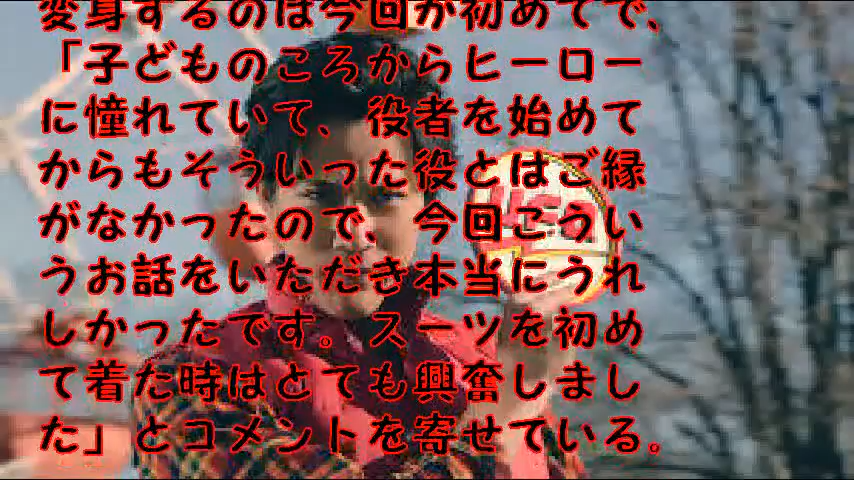 変身するのは今回が初めてで、
「子どものころからヒーロー
に憧れていて、役者を始めて
からもそういった役とはご縁
がなかったので、今回こうい
うお話をいただき本当にうれ
しかったです。スーツを初め
て着た時はとても興奮しまし
た」とコメントを寄せている。